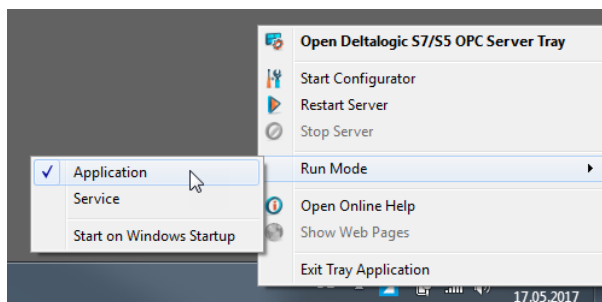 Open Deltalogic S7/S5 OPC Server Tray
Start Configurator
Restart Server
Stop Server
Run Mode
Application
Service
Start on Windows Startup
Open Online Help
Show Web Pages
Exit Tray Application
17.05.2017